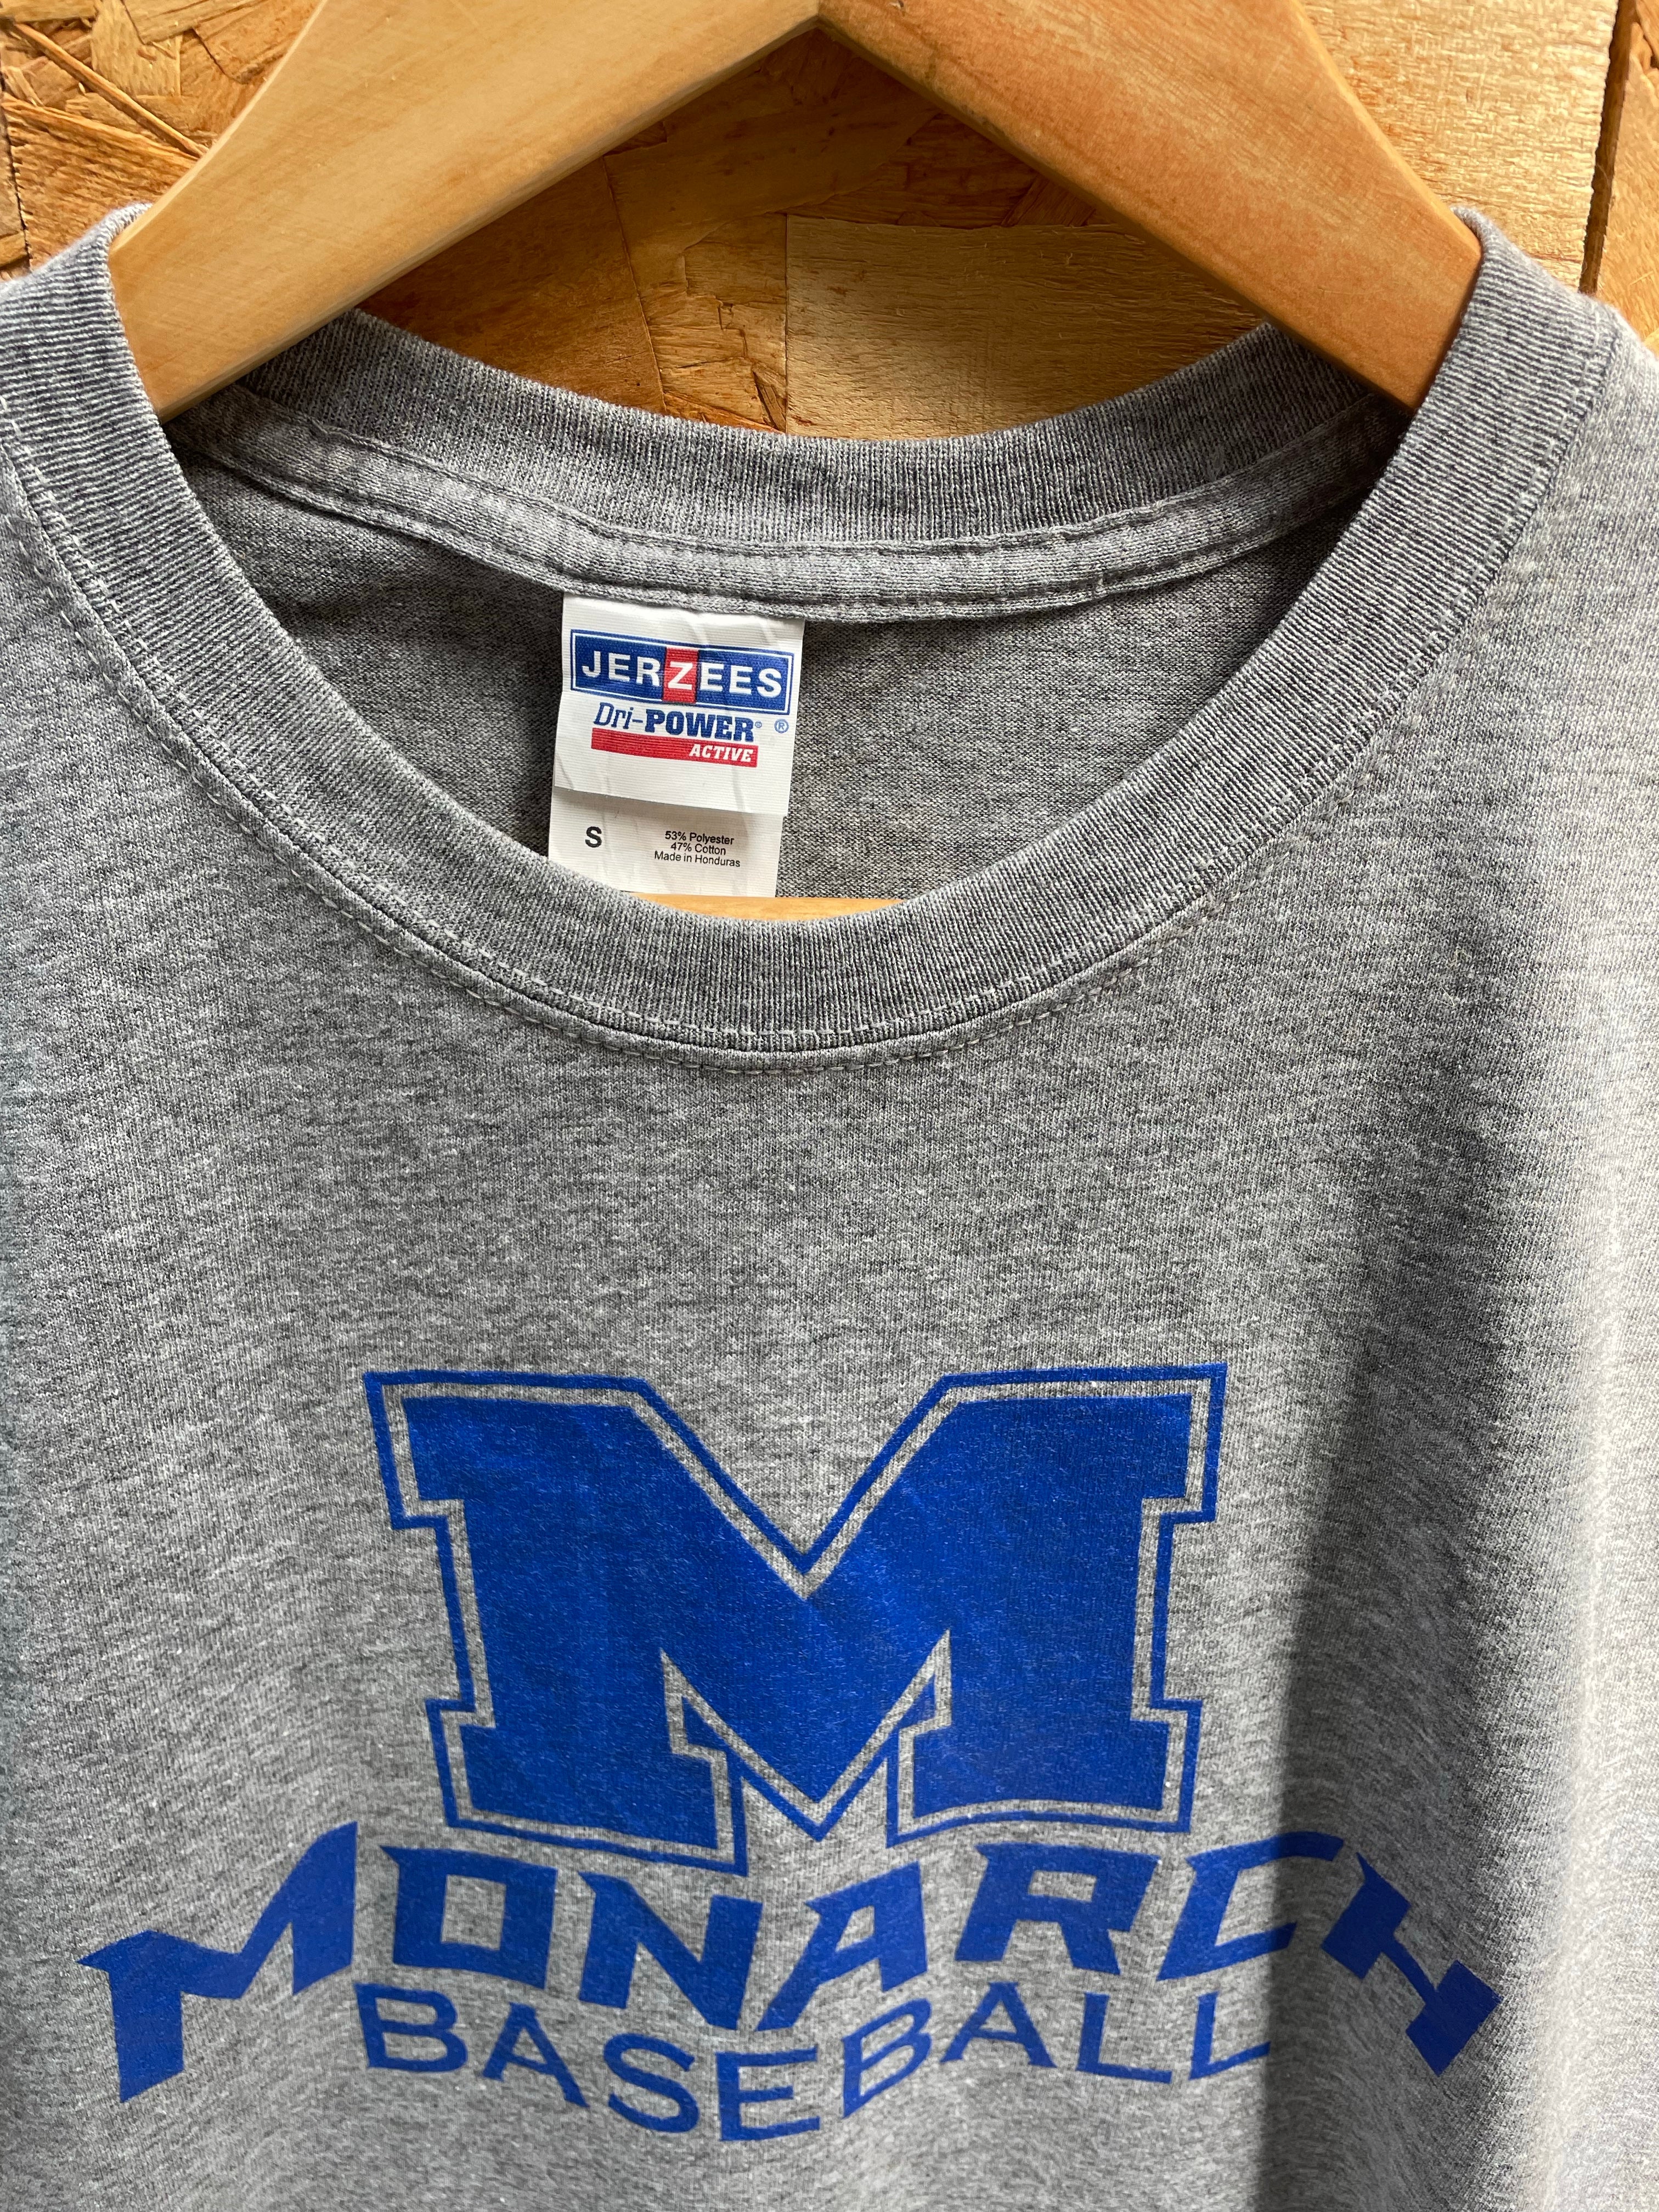 JERZEES
Dri-POWER® ®
ACTIVE
S
53% Polyester
47% Cotton
Made in Honduras
M
MONARCH
BASEBALL